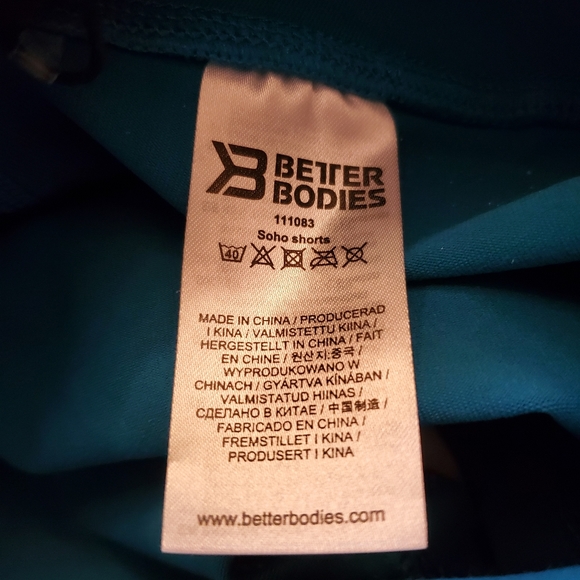 BETTER
BODIES
111083
Soho shorts
40
MADE IN CHINA / PRODUCERAD
I KINA / VALMISTETTU KIINA /
HERGESTELLT IN CHINA / FAIT
EN CHINE / 원산지:중국 /
WYPRODUKOWANO W
CHINACH / GYÁRTVA KÍNÁBAN /
VALMISTATUD HIINAS /
СДЕЛАНО В КИТАЕ / 中国制造 /
FABRICADO EN CHINA /
FREMSTILLET I KINA /
PRODUSERT I KINA
www.betterbodies.com